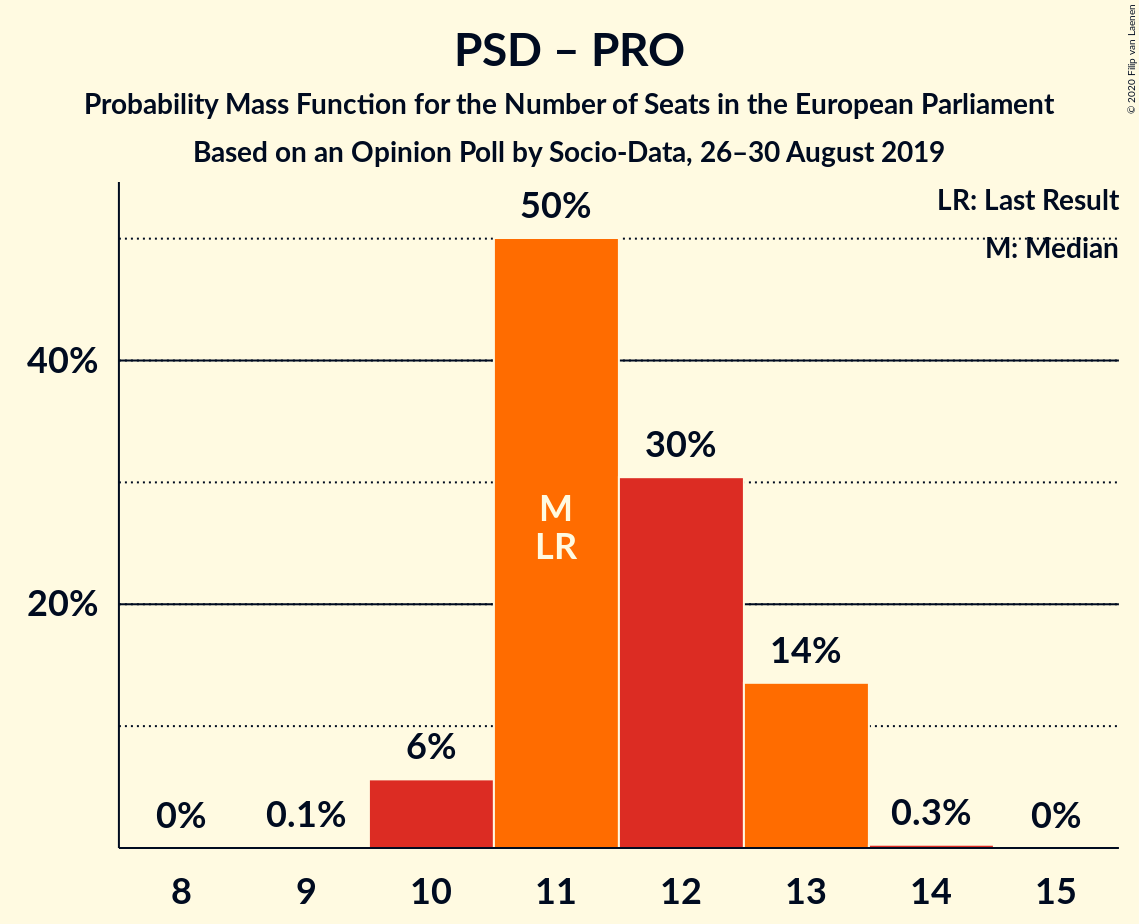 PSD – PRO
Probability Mass Function for the Number of Seats in the European Parliament
Based on an Opinion Poll by Socio-Data, 26–30 August 2019
© 2020 Filip van Laenen
LR: Last Result
M: Median
50%
40%
30%
M
LR
20%
14%
6%
0%
0.1%
0.3%
0%
8 9 10 11 12 13 14 15